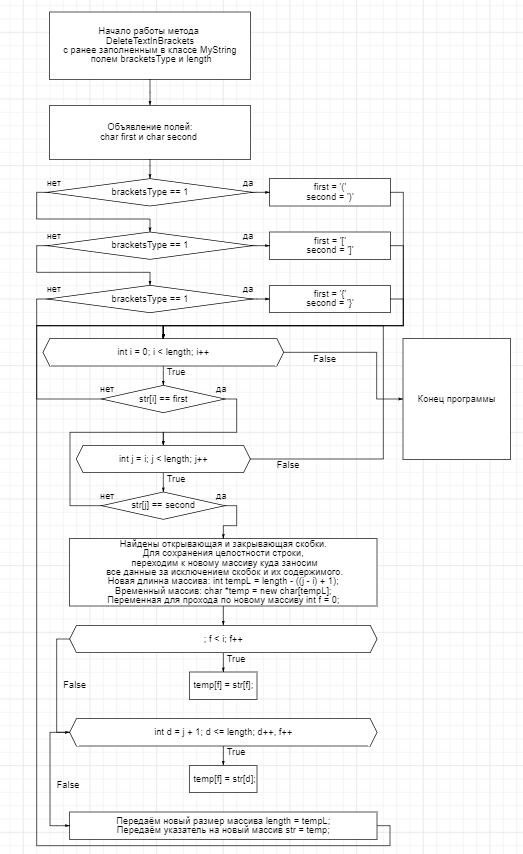 Начало работы метода
DeleteTextInBrackets
с ранее заполненным в классе MyString
полем bracketsType и length
Объявление полей:
char first и char second
нет
bracketsType == 1
да
first = '('
second = ')'
нет
bracketsType == 1
да
first = '['
second = ']'
нет
bracketsType == 1
да
first = '{'
second = '}'
int i = 0; i < length; i++
False
True
Конец программы
нет
str[i] == first
да
int j = i; j < length; j++
False
True
нет
str[j] == second
да
Найдены открывающая и закрывающая скобки.
Для сохранения целостности строки,
переходим к новому массиву куда заносим
все данные за исключением скобок и их содержимого.
Новая длинна массива: int tempL = length - ((j - i) + 1);
Временный массив: char *temp = new char[tempL];
Переменная для прохода по новому массиву int f = 0;
; f < i; f++
True
False
temp[f] = str[f];
int d = j + 1; d <= length; d++, f++
True
False
temp[f] = str[d];
Передаём новый размер массива length = tempL;
Передаём указатель на новый массив str = temp;